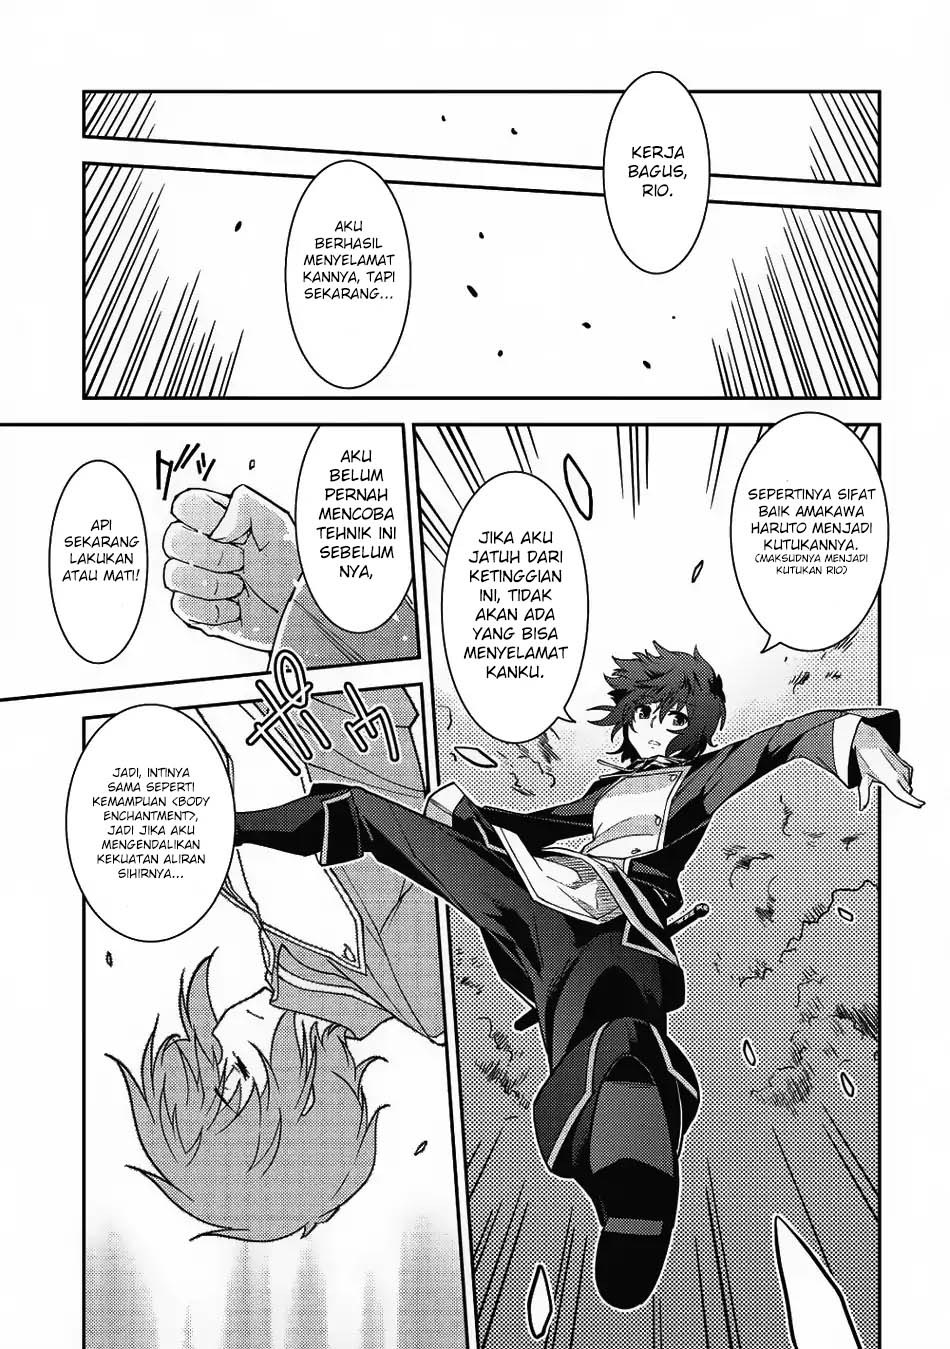 KERJA
BAGUS,
RIO.
AKU
BERHASIL
MENYELAMAT
KANNYA, TAPI
SEKARANG...
SEPERTINYA SIFAT
BAIK AMAKAWA
HARUTO MENJADI
KUTUKANNYA.
(MAKSUDNYA MENJADI
KUTUKAN RIO)
JIKA AKU
JATUH DARI
KETINGGIAN
INI, TIDAK
AKAN ADA
YANG BISA
MENYELAMAT
KANKU.
AKU
BELUM
PERNAH
MENCOBA
TEHNIK INI
SEBELUM
NYA,
API
SEKARANG
LAKUKAN
ATAU MATI!
JADI, INTINYA
SAMA SEPERTI
KEMAMPUAN <BODY
ENCHANTMENT>,
JADI JIKA AKU
MENGENDALIKAN
KEKUATAN ALIRAN
SIHIRNYA...